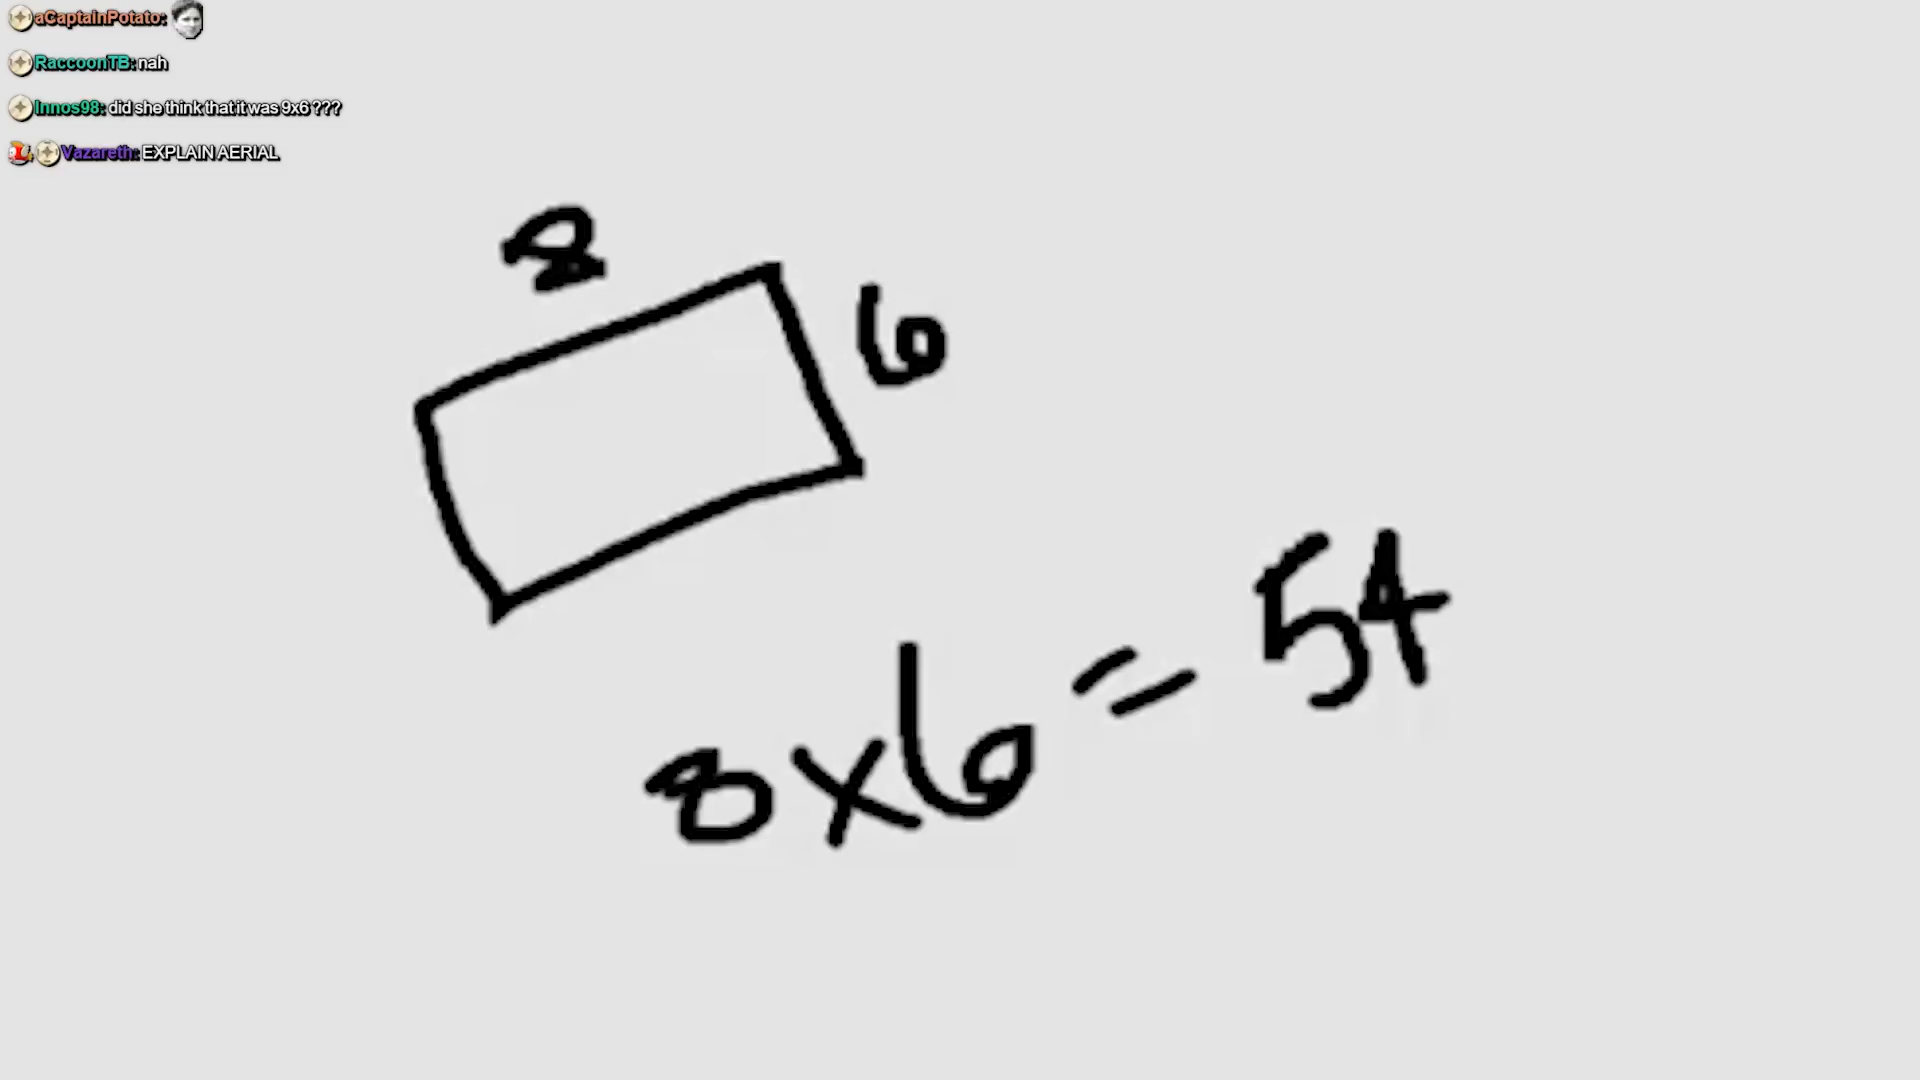 aCaptainPotato:
RaccoonTB: nah
Innos98: did she think that it was 9x6 ???
Vazareth: EXPLAIN AERIAL
8
6
8x6 = 54